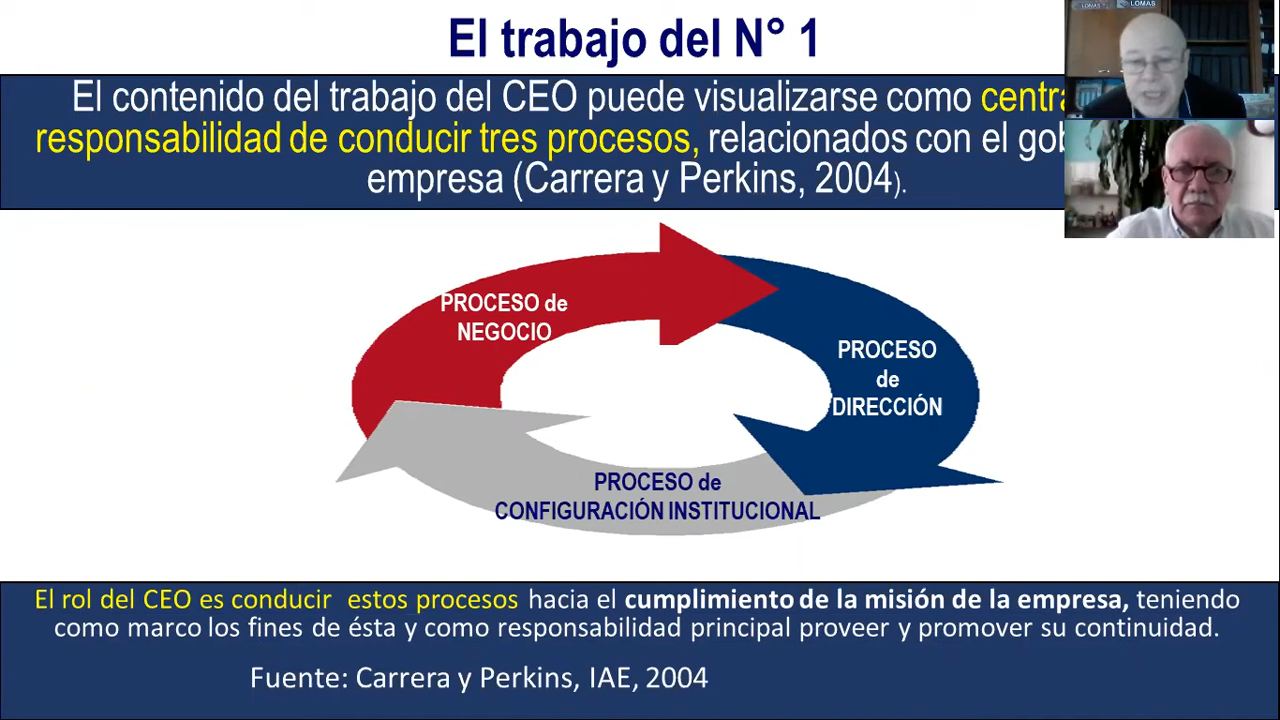 El trabajo del N° 1
LOMAS
LOMAS
El contenido del trabajo del CEO puede visualizarse como
responsabilidad de conducir tres procesos, relacionados con el
empresa (Carrera y Perkins, 2004).
PROCESO de
NEGOCIO
PROCESO
de
DIRECCIÓN
PROCESO de
CONFIGURACIÓN INSTITUCIONAL
El rol del CEO es conducir estos procesos hacia el cumplimiento de la misión de la empresa, teniendo
como marco los fines de ésta y como responsabilidad principal proveer y promover su continuidad.
Fuente: Carrera y Perkins, IAE, 2004